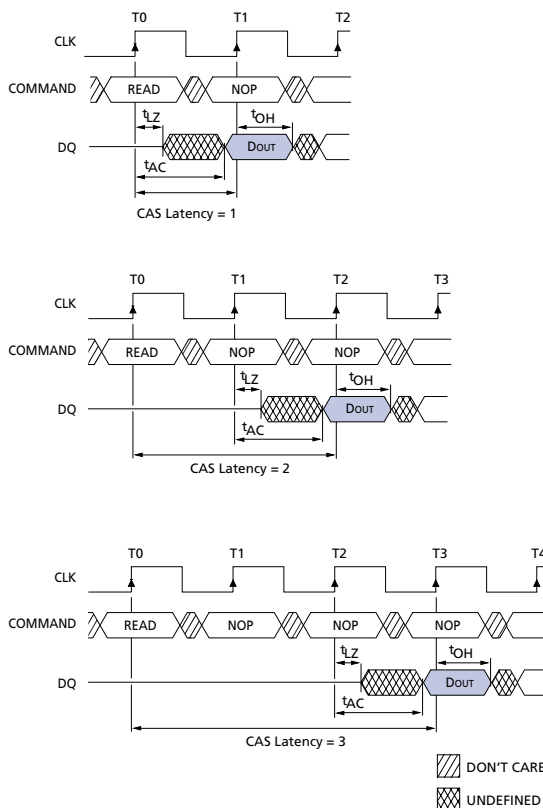 T0 T1 T2
CLK
COMMAND READ NOP
tLZ tOH
DQ DOUT
tAC
CAS Latency = 1
T0 T1 T2 T3
CLK
COMMAND READ NOP NOP
tLZ tOH
DQ DOUT
tAC
CAS Latency = 2
T0 T1 T2 T3 T4
CLK
COMMAND READ NOP NOP NOP
tLZ tOH
DQ DOUT
tAC
CAS Latency = 3
DON'T CARE
UNDEFINED